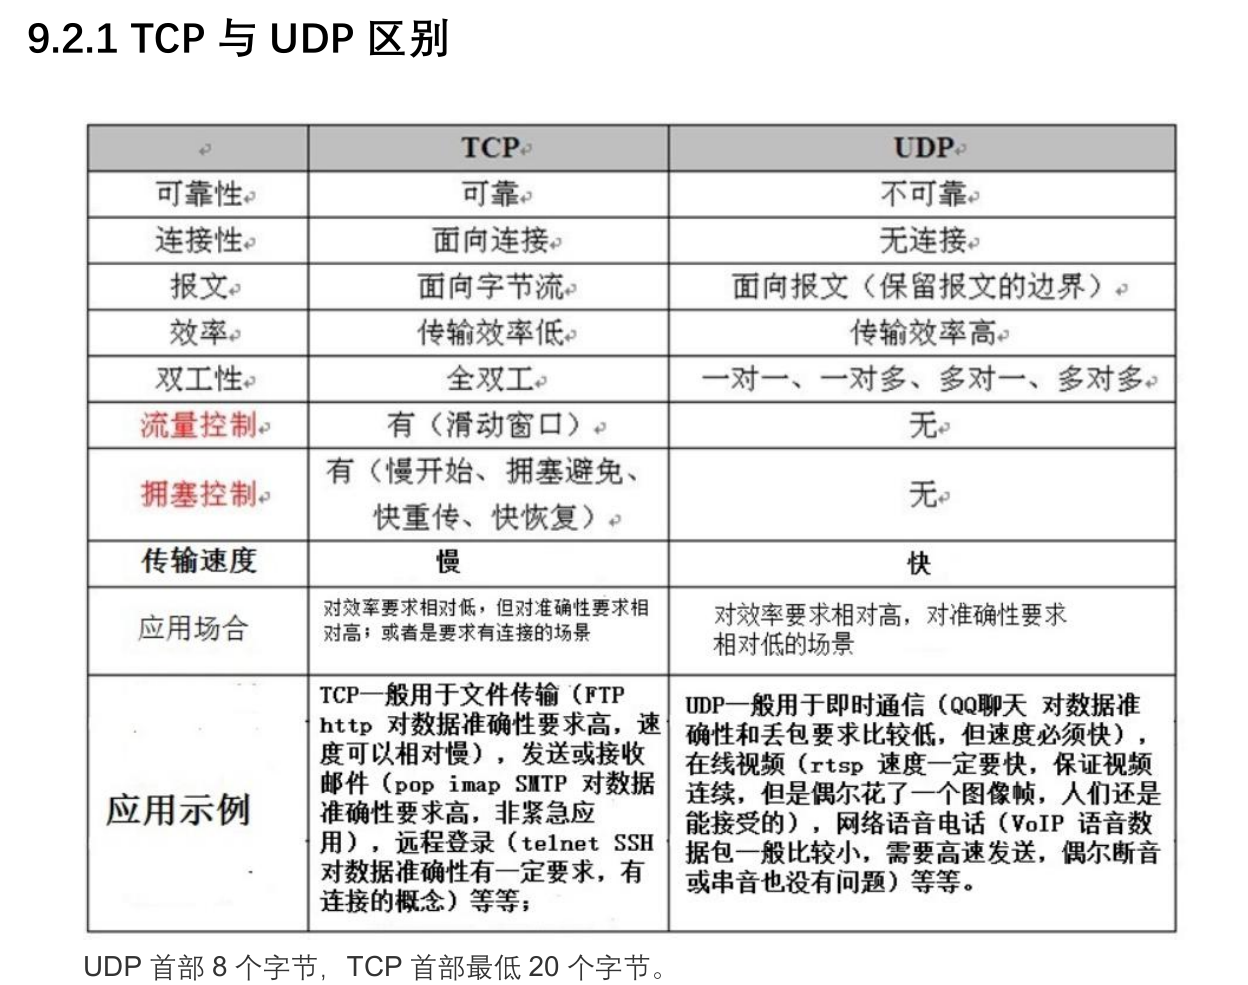 9.2.1 TCP 与 UDP 区别
TCP
UDP
可靠性
可靠
不可靠
连接性
面向连接
无连接
报文
面向字节流
面向报文（保留报文的边界）
效率
传输效率低
传输效率高
双工性
全双工
一对一、一对多、多对一、多对多
流量控制
有（滑动窗口）
无
拥塞控制
有（慢开始、拥塞避免、
快重传、快恢复）
无
传输速度
慢
快
应用场合
对效率要求相对低，但对准确性要求相
对高；或者是要求有连接的场景
对效率要求相对高，对准确性要求
相对低的场景
应用示例
TCP一般用于文件传输（FTP
http 对数据准确性要求高，速
度可以相对慢），发送或接收
邮件（pop imap SMTP 对数据
准确性要求高，非紧急应
用），远程登录（telnet SSH
对数据准确性有一定要求，有
连接的概念）等等；
UDP一般用于即时通信（QQ聊天 对数据准
确性和丢包要求比较低，但速度必须快），
在线视频（rtsp 速度一定要快，保证视频
连续，但是偶尔花了一个图像帧，人们还是
能接受的），网络语音电话（VoIP 语音数
据包一般比较小，需要高速发送，偶尔断音
或串音也没有问题）等等。
UDP 首部 8 个字节，TCP 首部最低 20 个字节。